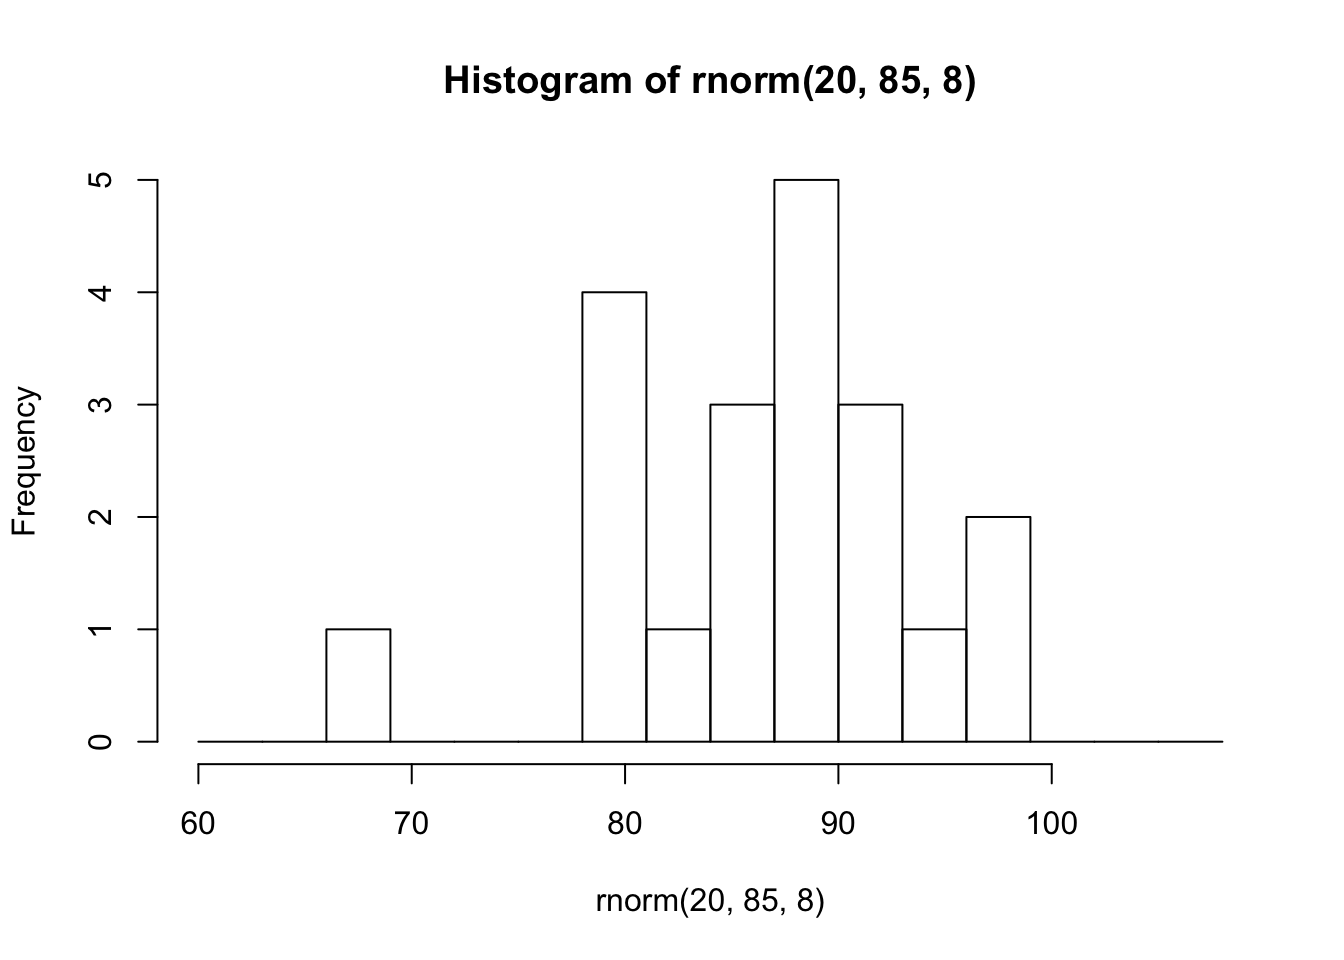 Histogram of rnorm(20, 85, 8)
Frequency
5
4
3
2
1
0
60 70 80 90 100
rnorm(20, 85, 8)